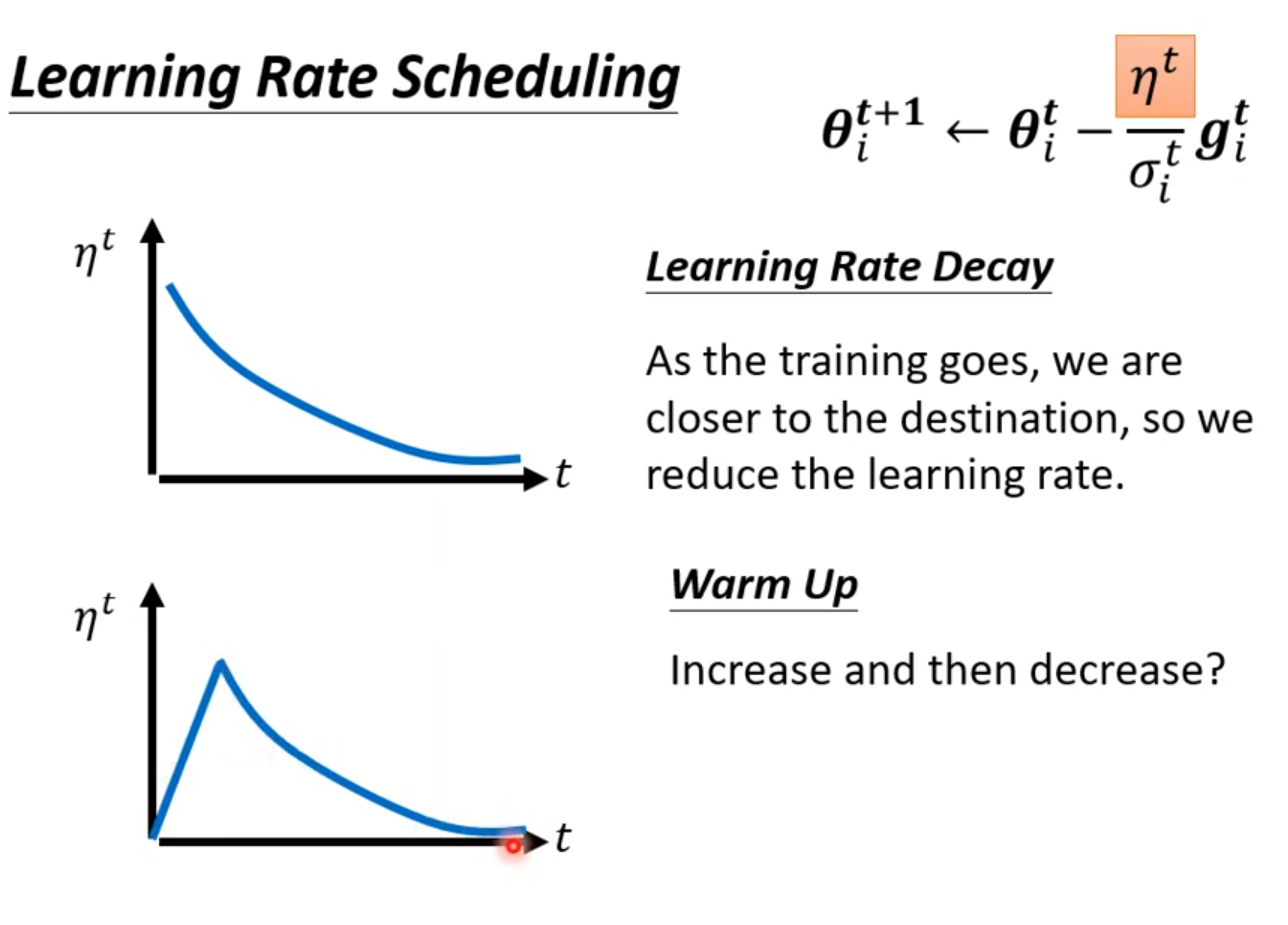 Learning Rate Scheduling
θ_i^{t+1} ← θ_i^t − \frac{η^t}{σ_i^t} g_i^t
η^t
t
Learning Rate Decay
As the training goes, we are
closer to the destination, so we
reduce the learning rate.
η^t
t
Warm Up
Increase and then decrease?